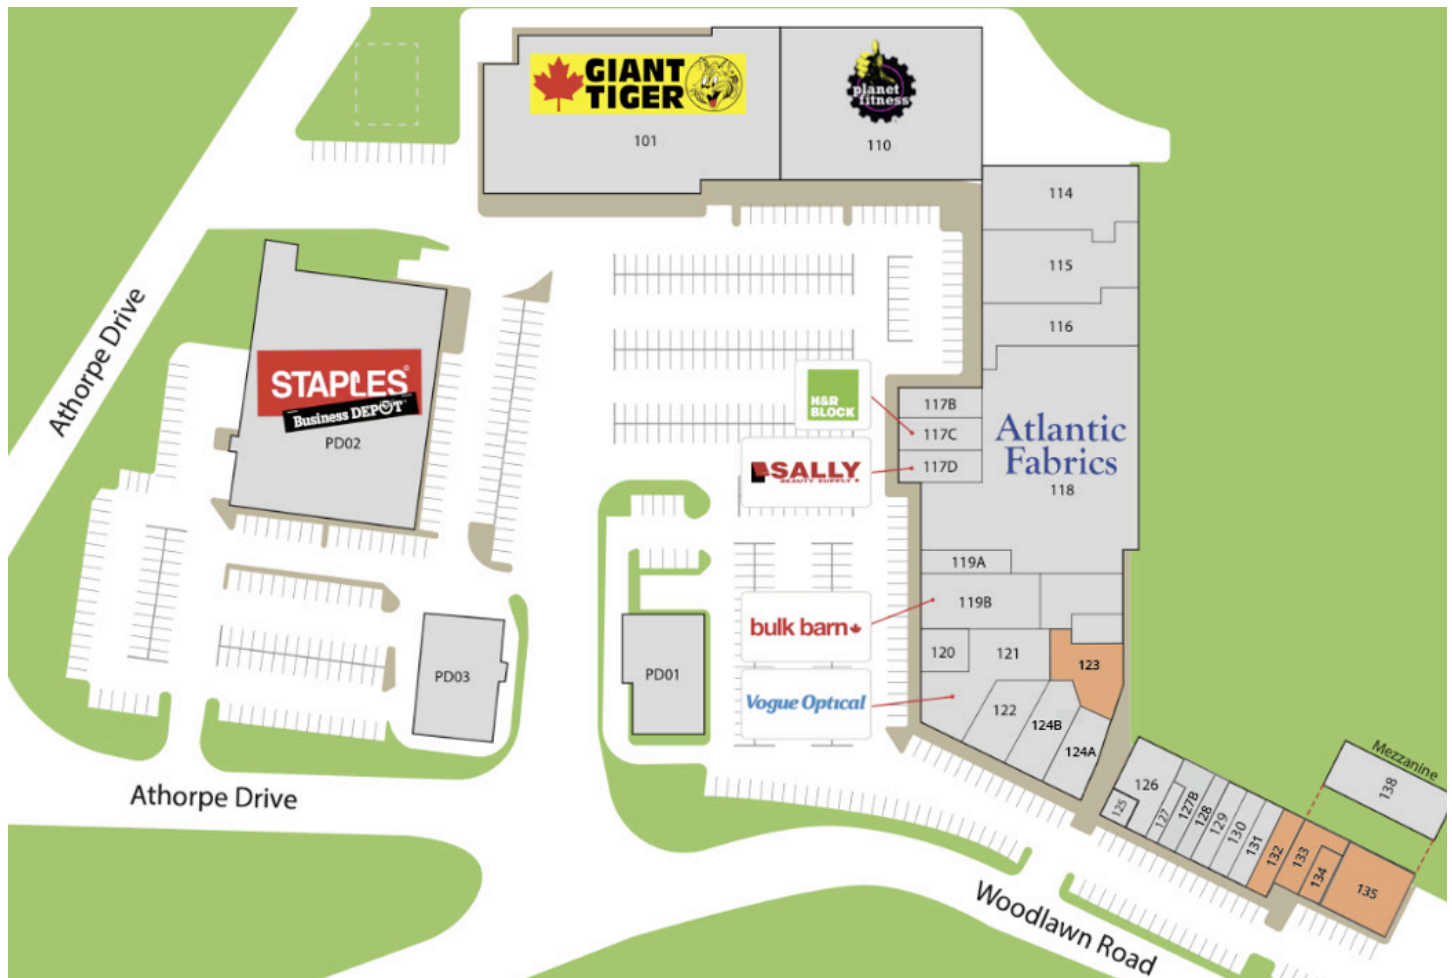 GIANT
TIGER
101
planet
fitness
110
114
115
116
Athorpe Drive
STAPLES
Business DEPOT
PD02
H&R
BLOCK
117B
117C
117D
SALLY
BEAUTY SUPPLY
Atlantic
Fabrics
118
119A
119B
bulk barn
120
121
123
Vogue Optical
122
124B
124A
PD03
PD01
Athorpe Drive
126
125
127
127B
128
129
130
131
132
133
134
135
Mezzanine
138
Woodlawn Road